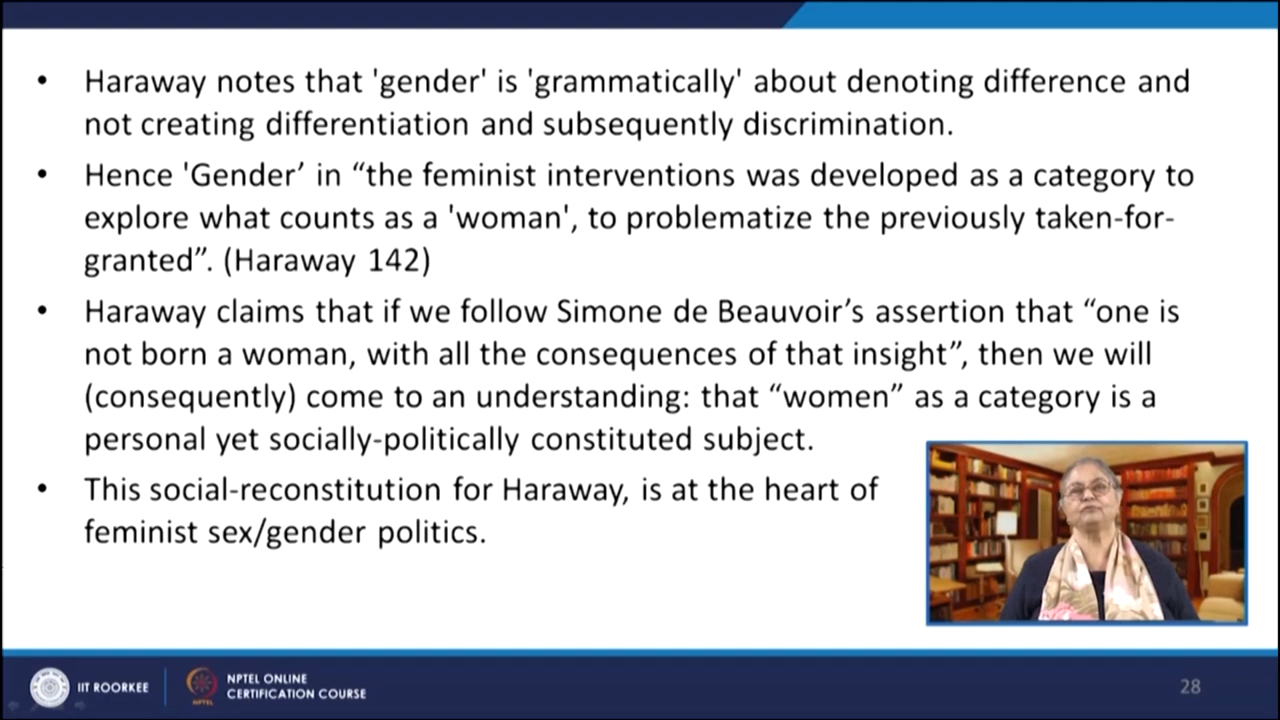 • Haraway notes that 'gender' is 'grammatically' about denoting difference and
not creating differentiation and subsequently discrimination.
• Hence 'Gender’ in “the feminist interventions was developed as a category to
explore what counts as a 'woman', to problematize the previously taken-for-
granted”. (Haraway 142)
• Haraway claims that if we follow Simone de Beauvoir’s assertion that “one is
not born a woman, with all the consequences of that insight”, then we will
(consequently) come to an understanding: that “women” as a category is a
personal yet socially-politically constituted subject.
• This social-reconstitution for Haraway, is at the heart of
feminist sex/gender politics.
IIT ROORKEE
NPTEL
NPTEL ONLINE
CERTIFICATION COURSE
28